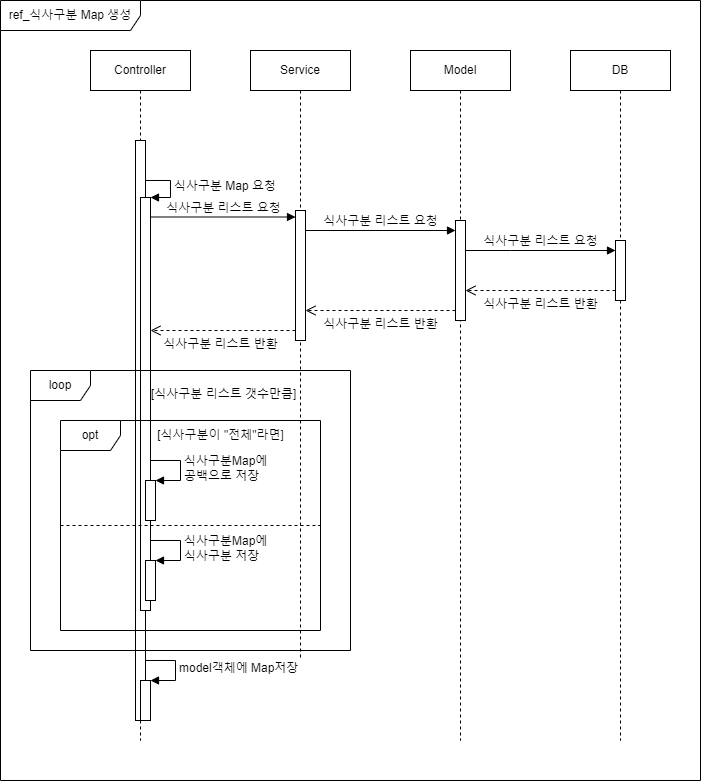 ref_식사구분 Map 생성
Controller
Service
Model
DB
식사구분 Map 요청
식사구분 리스트 요청
식사구분 리스트 요청
식사구분 리스트 요청
식사구분 리스트 반환
식사구분 리스트 반환
식사구분 리스트 반환
loop
[식사구분 리스트 갯수만큼]
opt
[식사구분이 "전체"라면]
식사구분Map에
공백으로 저장
식사구분Map에
식사구분 저장
model객체에 Map저장